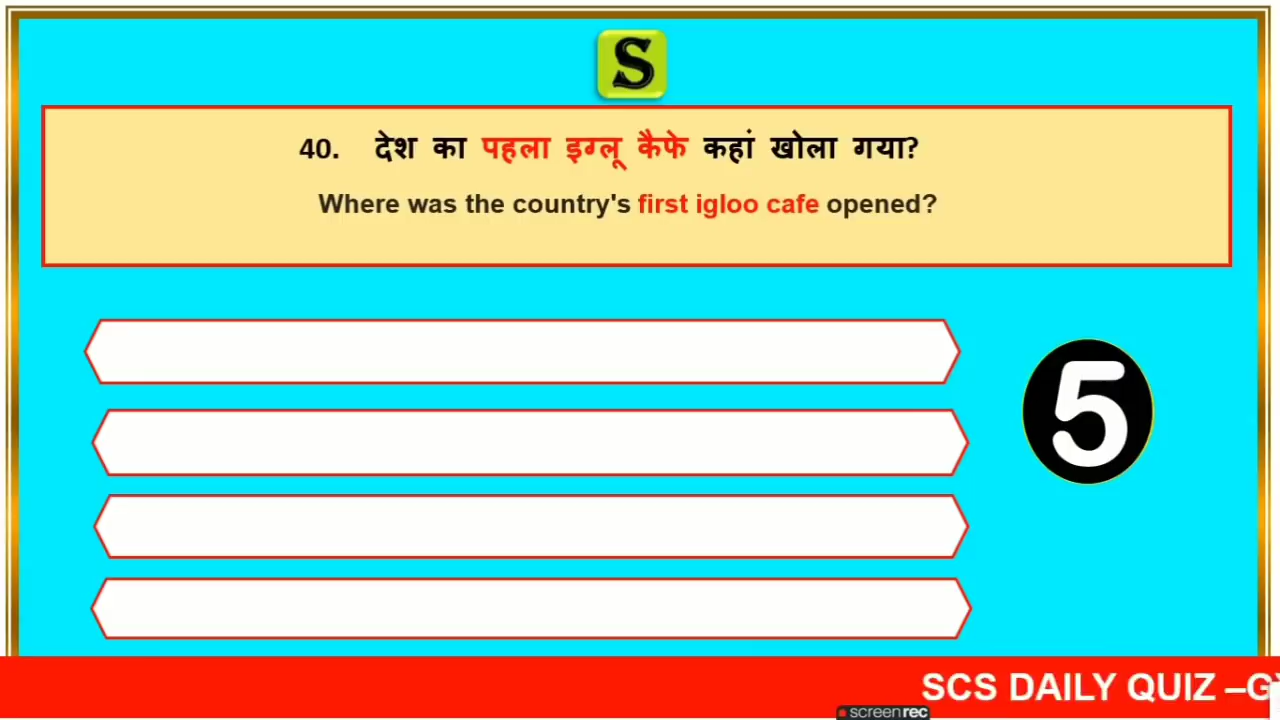 S
40. देश का पहला इग्लू कैफे कहां खोला गया?
Where was the country's first igloo cafe opened?
5
SCS DAILY QUIZ –G
screenrec